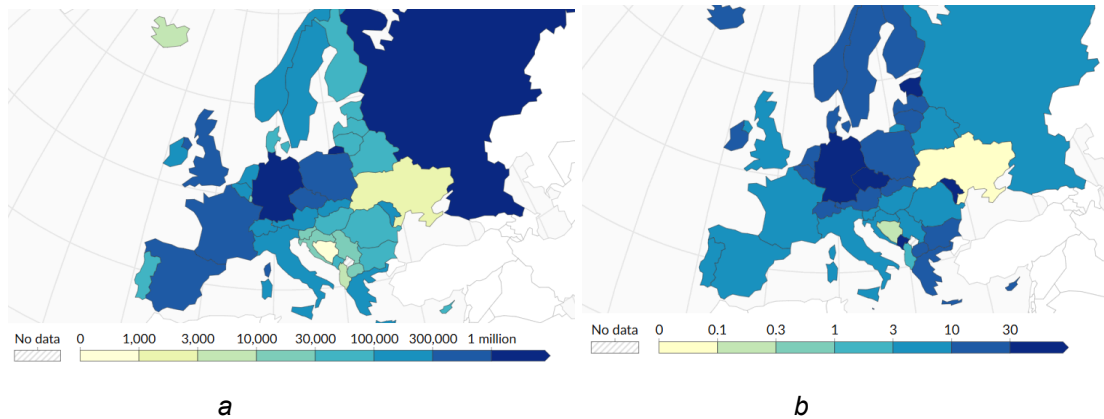 No data 0 1,000 3,000 10,000 30,000 100,000 300,000 1 million
No data 0 0.1 0.3 1 3 10 30
a b